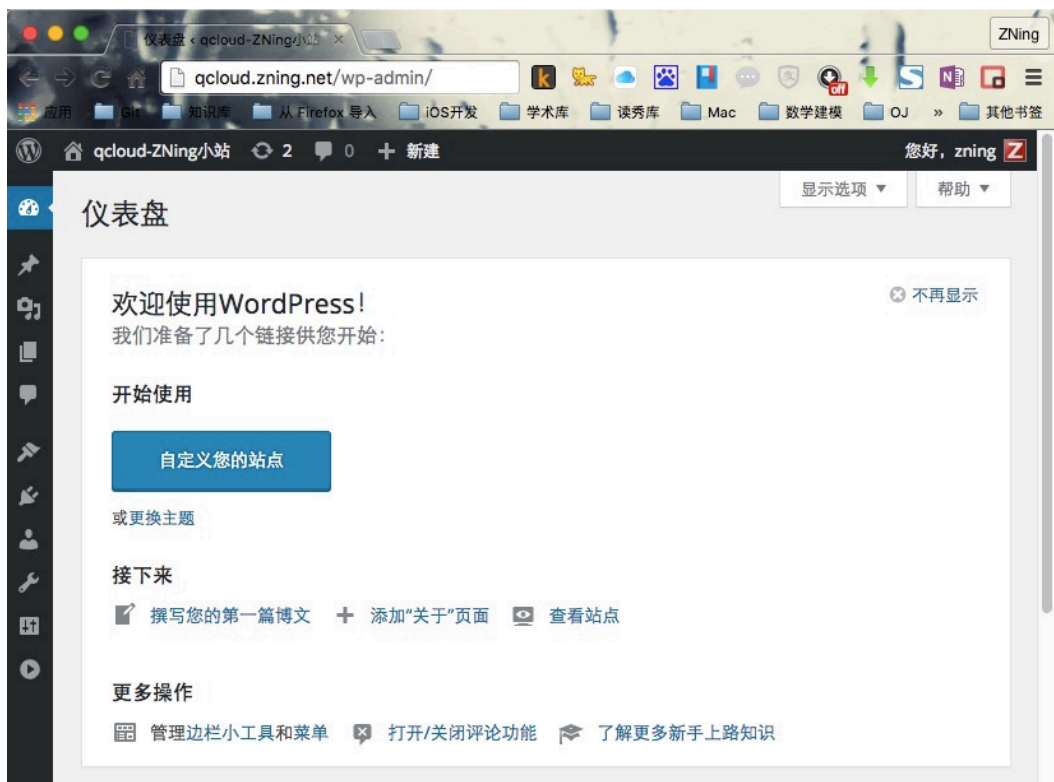 仪表盘 ‹ qcloud-ZNing小站
ZNing
qcloud.zning.net/wp-admin/
off
应用 Git 知识库 从 Firefox 导入 iOS开发 学术库 读秀库 Mac 数学建模 OJ » 其他书签
qcloud-ZNing小站 2 0 新建 您好，zning
显示选项 帮助
仪表盘
欢迎使用WordPress！
不再显示
我们准备了几个链接供您开始：
开始使用
自定义您的站点
或更换主题
接下来
撰写您的第一篇博文 添加“关于”页面 查看站点
更多操作
管理边栏小工具和菜单 打开/关闭评论功能 了解更多新手上路知识